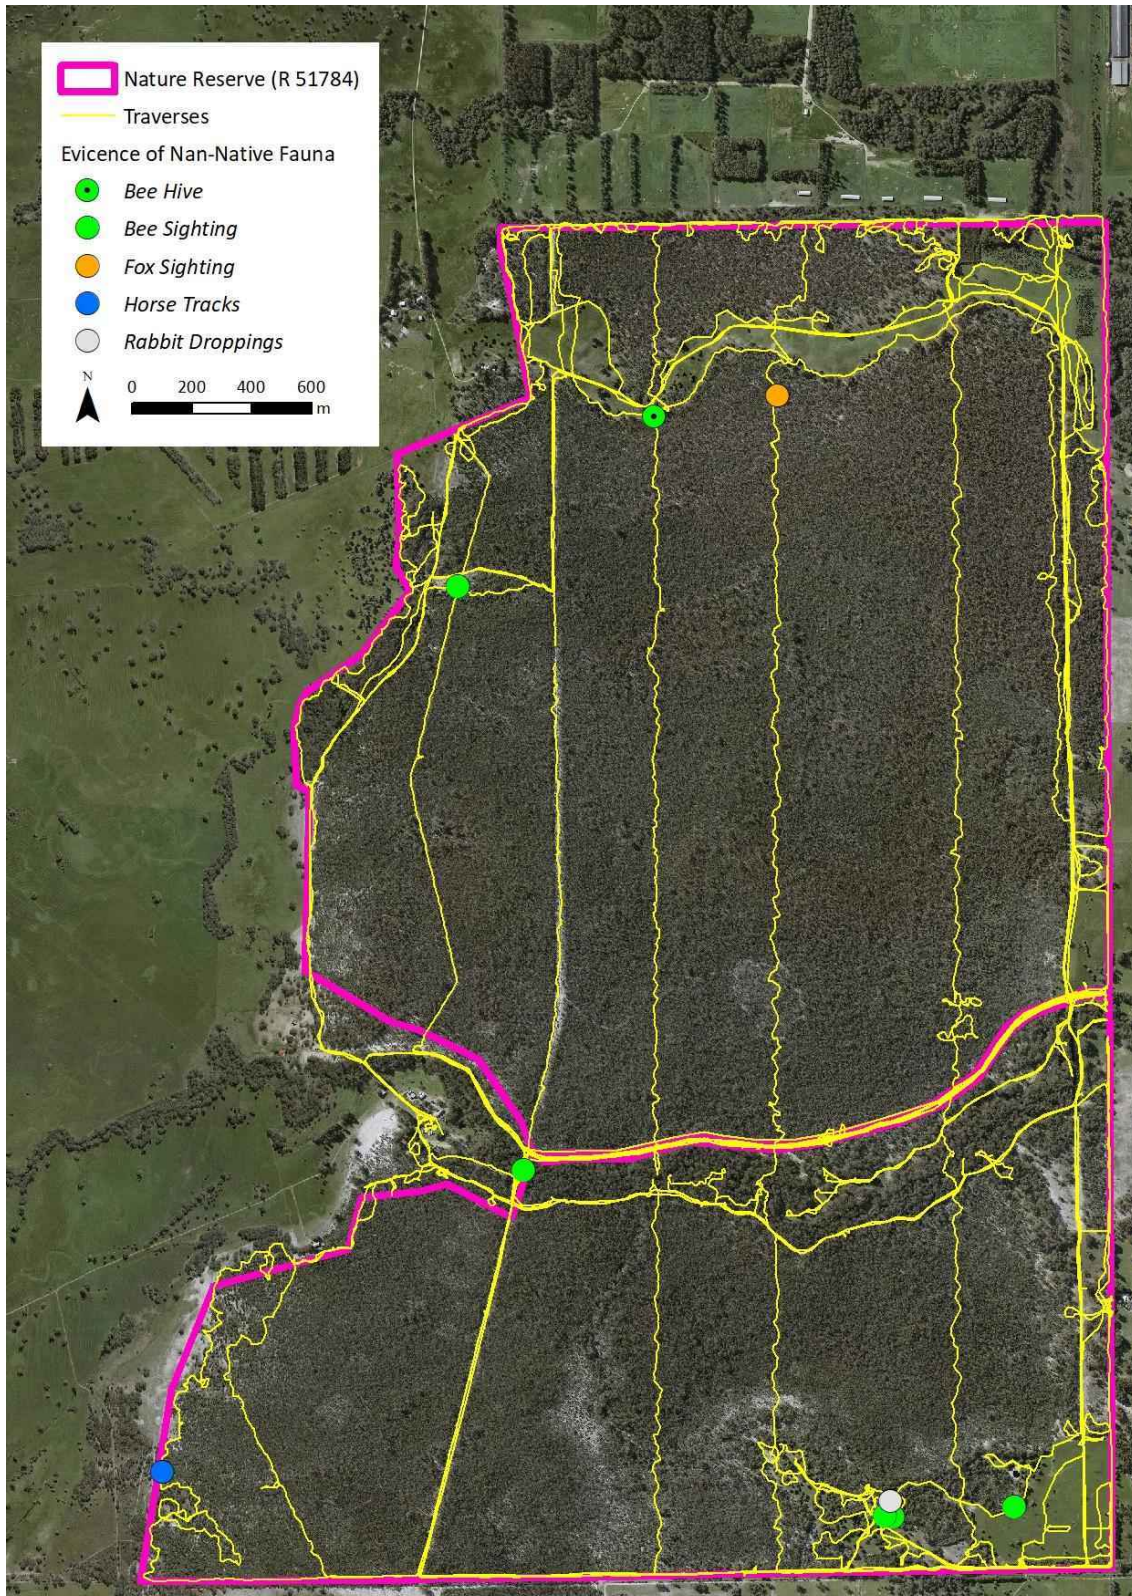 Nature Reserve (R 51784)
Traverses
Evicence of Nan-Native Fauna
Bee Hive
Bee Sighting
Fox Sighting
Horse Tracks
Rabbit Droppings
N
0 200 400 600
m